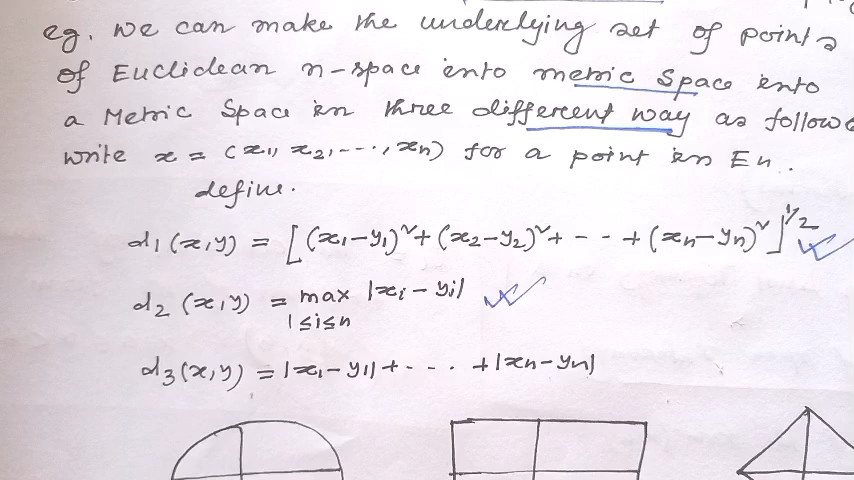 eg. we can make the underlying set of points
of Euclidean n-space into metric space into
a Metric Space in three different way as follows
write x = (x1, x2, ---, xn) for a point in En.
define.
d1(x,y) = [(x1-y1)² + (x2-y2)² + - - + (xn-yn)²]^1/2
d2(x,y) = max |xi-yi|
1≤i≤n
d3(x,y) = |x1-y1| + - - - + |xn-yn|